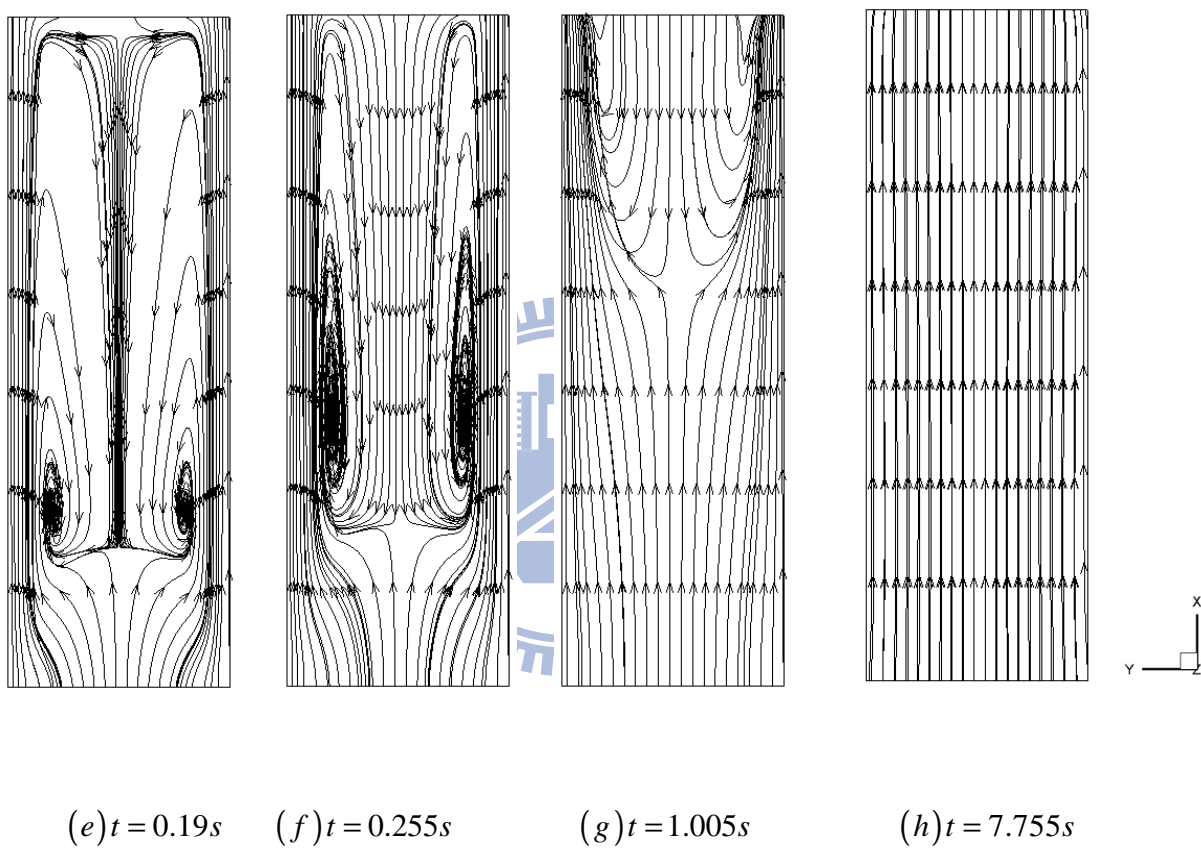 X
Y Z
(e) t = 0.19s (f) t = 0.255s (g) t = 1.005s (h) t = 7.755s